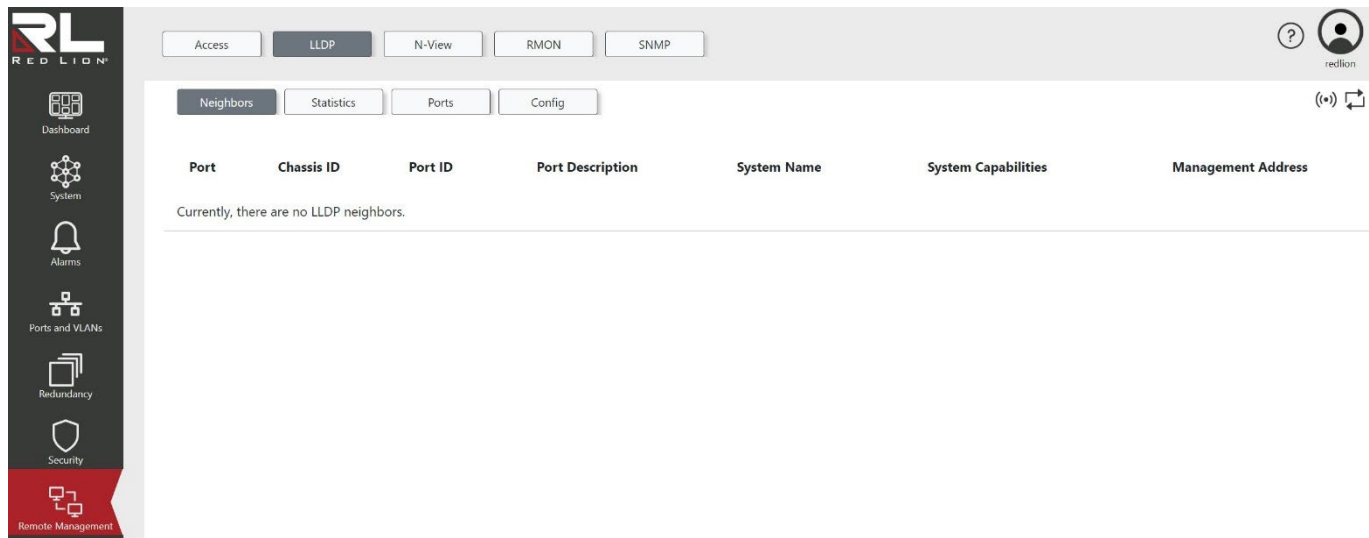 RL
RED LION®
Access LLDP N-View RMON SNMP
?
redlion
Neighbors Statistics Ports Config
Dashboard
System
Alarms
Ports and VLANs
Redundancy
Security
Remote Management
Port Chassis ID Port ID Port Description System Name System Capabilities Management Address
Currently, there are no LLDP neighbors.